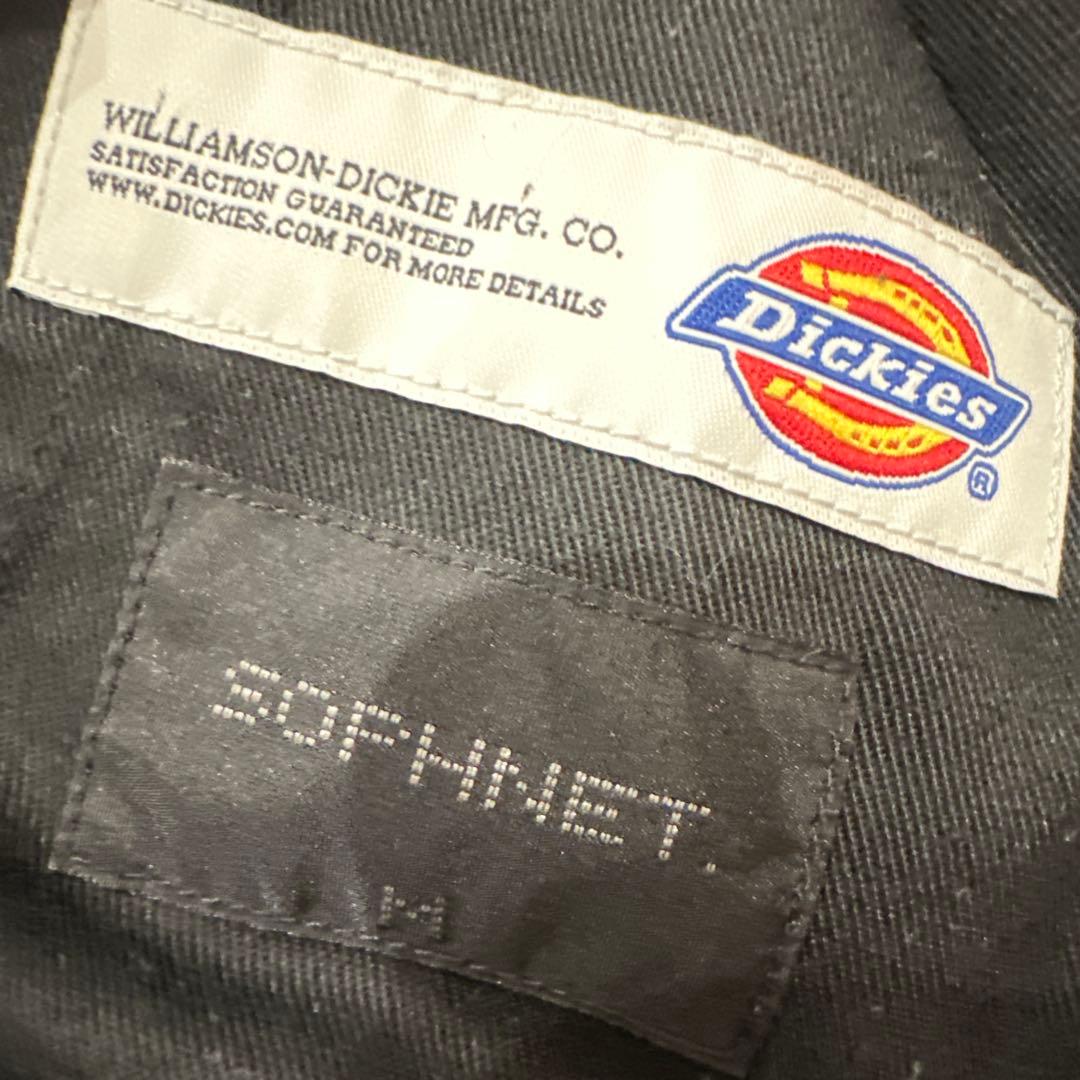 WILLIAMSON-DICKIE MFG. CO.
SATISFACTION GUARANTEED
WWW.DICKIES.COM FOR MORE DETAILS
Dickies
®
SOPHNET.
M